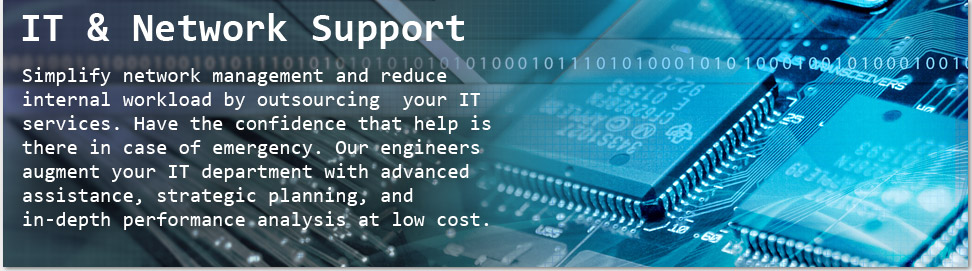 IT & Network Support
Simplify network management and reduce
internal workload by outsourcing  your IT
services. Have the confidence that help is
there in case of emergency. Our engineers
augment your IT department with advanced
assistance, strategic planning, and
in-depth performance analysis at low cost.
TRANSCEIVERS